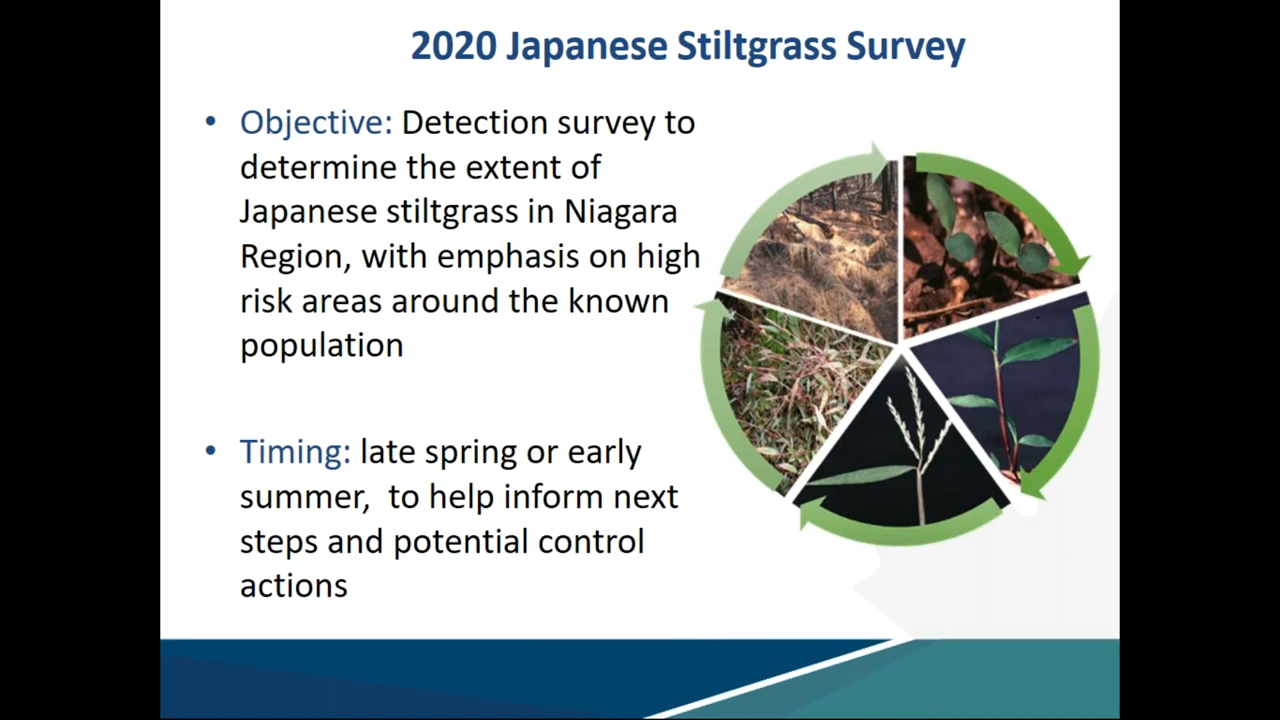 2020 Japanese Stiltgrass Survey
• Objective: Detection survey to
determine the extent of
Japanese stiltgrass in Niagara
Region, with emphasis on high
risk areas around the known
population
• Timing: late spring or early
summer,  to help inform next
steps and potential control
actions